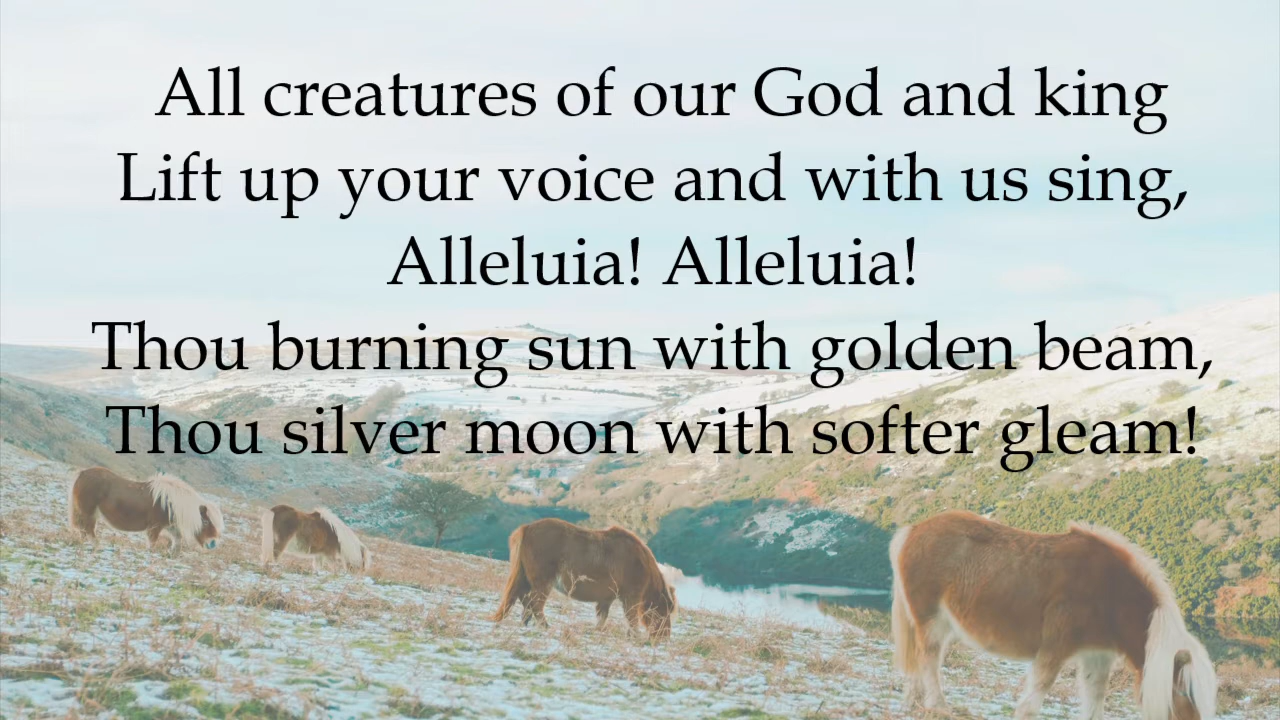 All creatures of our God and king
Lift up your voice and with us sing,
Alleluia! Alleluia!
Thou burning sun with golden beam,
Thou silver moon with softer gleam!